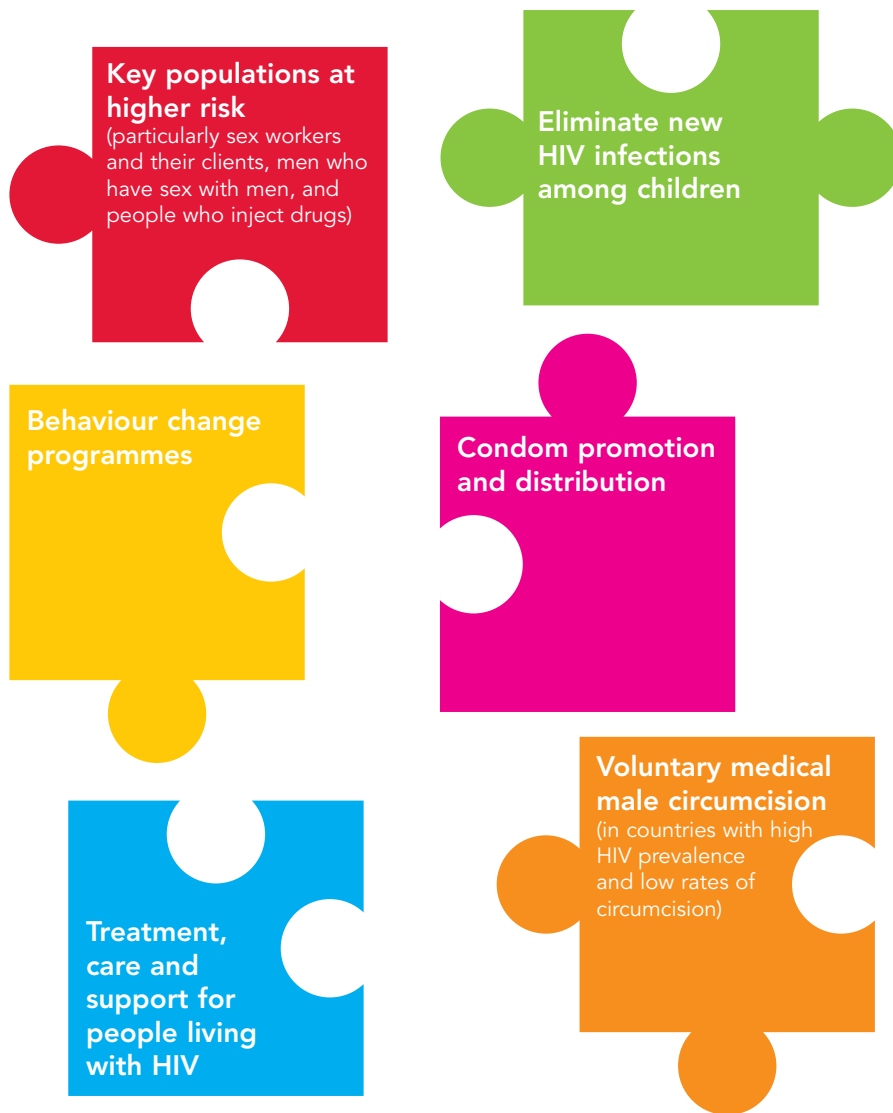 Key populations at
higher risk
(particularly sex workers
and their clients, men who
have sex with men, and
people who inject drugs)
Eliminate new
HIV infections
among children
Behaviour change
programmes
Condom promotion
and distribution
Treatment,
care and
support for
people living
with HIV
Voluntary medical
male circumcision
(in countries with high
HIV prevalence
and low rates of
circumcision)